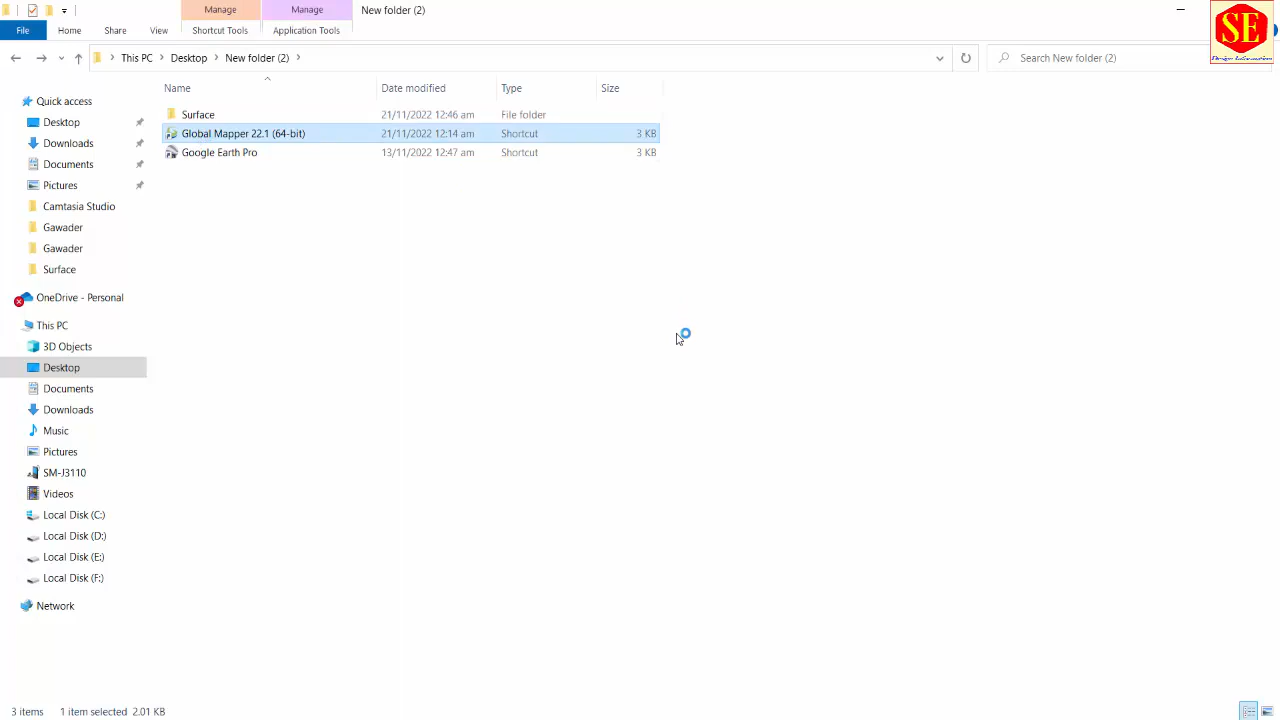 Manage Manage New folder (2)
File Home Share View Shortcut Tools Application Tools
This PC Desktop New folder (2) Search New folder (2)
SE
Design Information
Name Date modified Type Size
Surface 21/11/2022 12:46 am File folder
Global Mapper 22.1 (64-bit) 21/11/2022 12:14 am Shortcut 3 KB
Google Earth Pro 13/11/2022 12:47 am Shortcut 3 KB
Quick access
Desktop
Downloads
Documents
Pictures
Camtasia Studio
Gawader
Gawader
Surface
OneDrive - Personal
This PC
3D Objects
Desktop
Documents
Downloads
Music
Pictures
SM-J3110
Videos
Local Disk (C:)
Local Disk (D:)
Local Disk (E:)
Local Disk (F:)
Network
3 items 1 item selected 2.01 KB